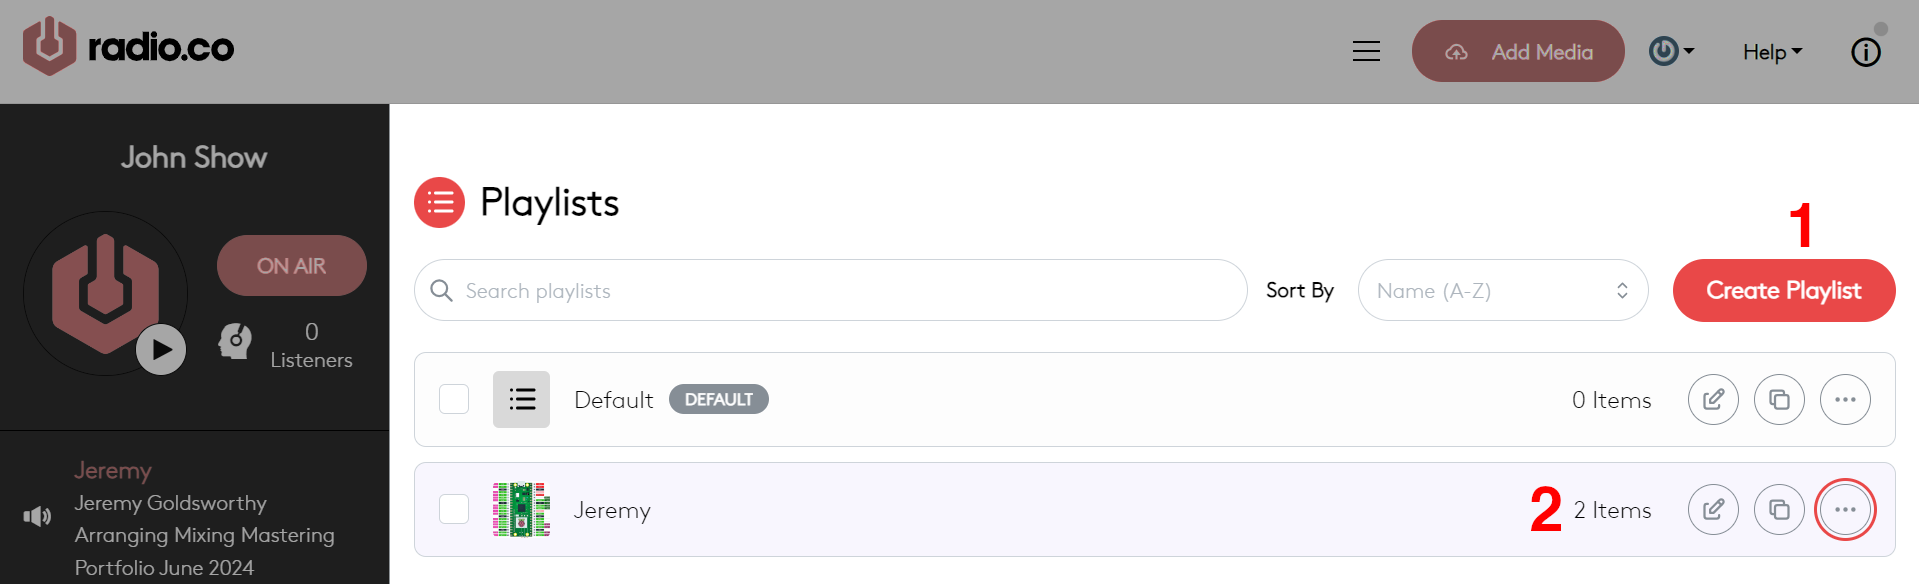 radio.co
Add Media
Help
John Show
ON AIR
0
Listeners
Jeremy
Jeremy Goldsworthy
Arranging Mixing Mastering
Portfolio June 2024
Playlists
1
Search playlists
Sort By
Name (A-Z)
Create Playlist
Default
DEFAULT
0 Items
Jeremy
2
2 Items